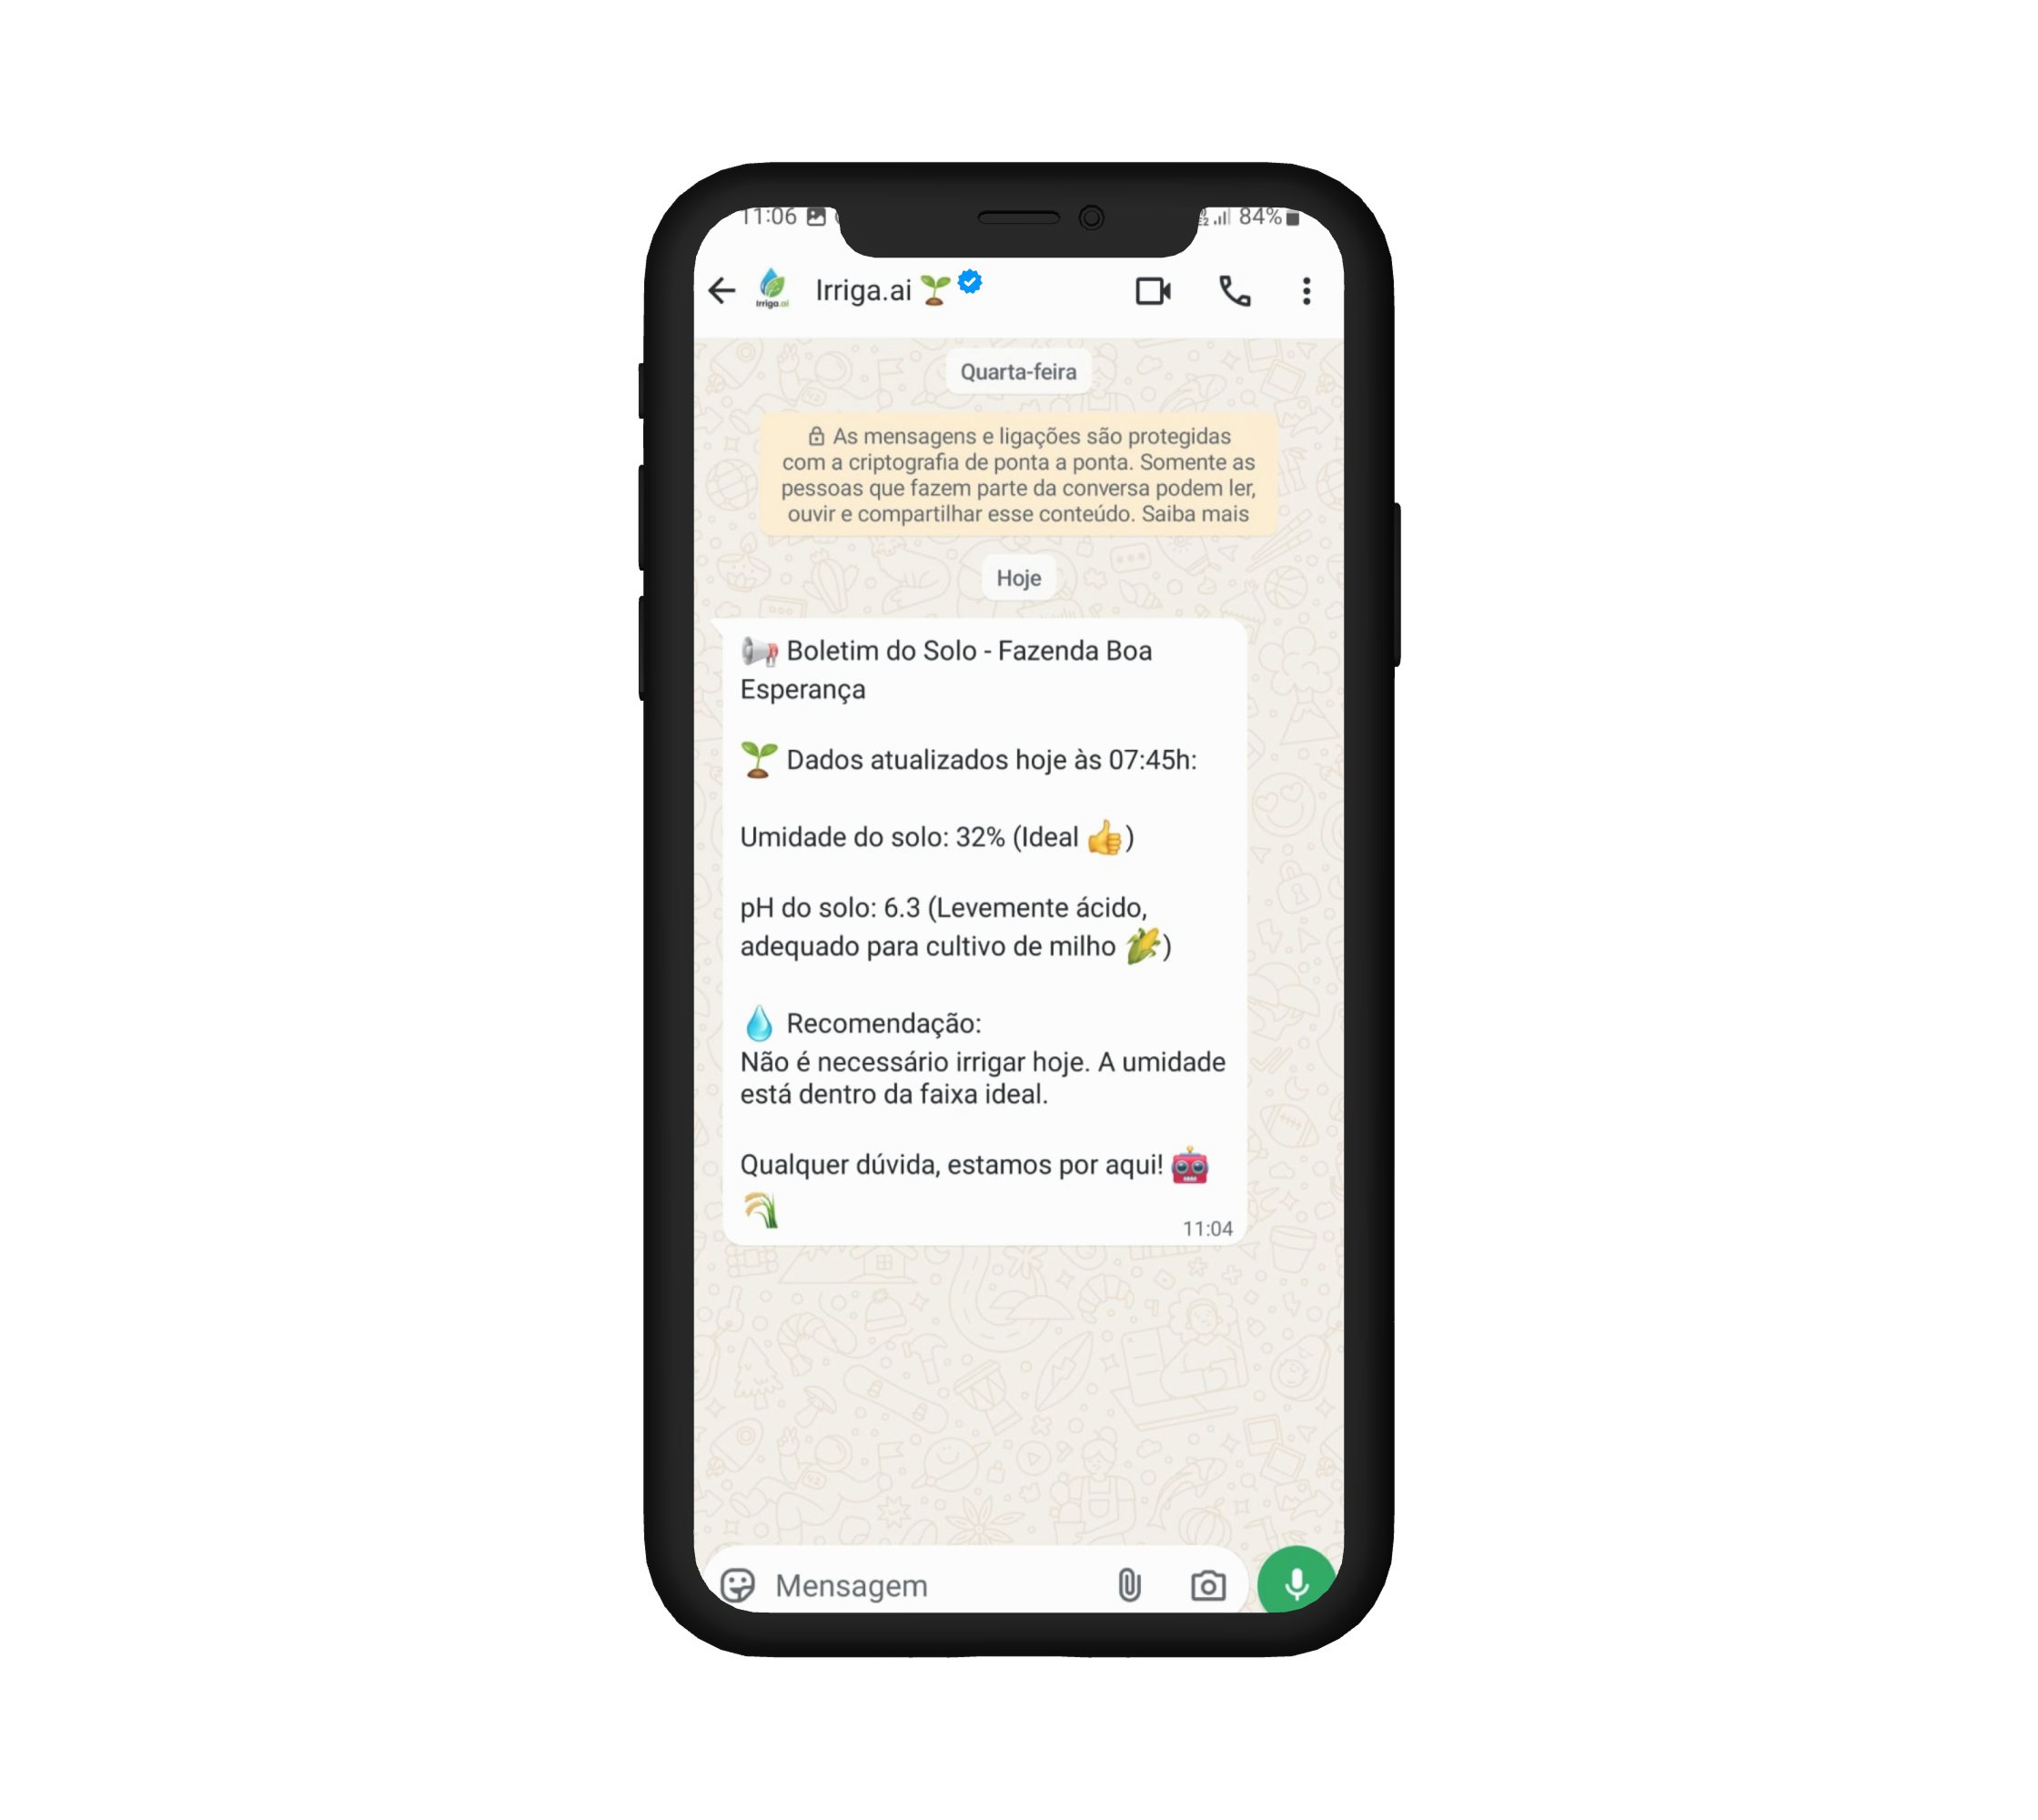 11:06
84%
Irriga.ai
Irriga.ai 🌱
Quarta-feira
As mensagens e ligações são protegidas
com a criptografia de ponta a ponta. Somente as
pessoas que fazem parte da conversa podem ler,
ouvir e compartilhar esse conteúdo. Saiba mais
Hoje
📢 Boletim do Solo - Fazenda Boa
Esperança
🌱 Dados atualizados hoje às 07:45h:
Umidade do solo: 32% (Ideal 👍)
pH do solo: 6.3 (Levemente ácido,
adequado para cultivo de milho 🌽)
💧 Recomendação:
Não é necessário irrigar hoje. A umidade
está dentro da faixa ideal.
Qualquer dúvida, estamos por aqui! 🤖
🌾
11:04
Mensagem